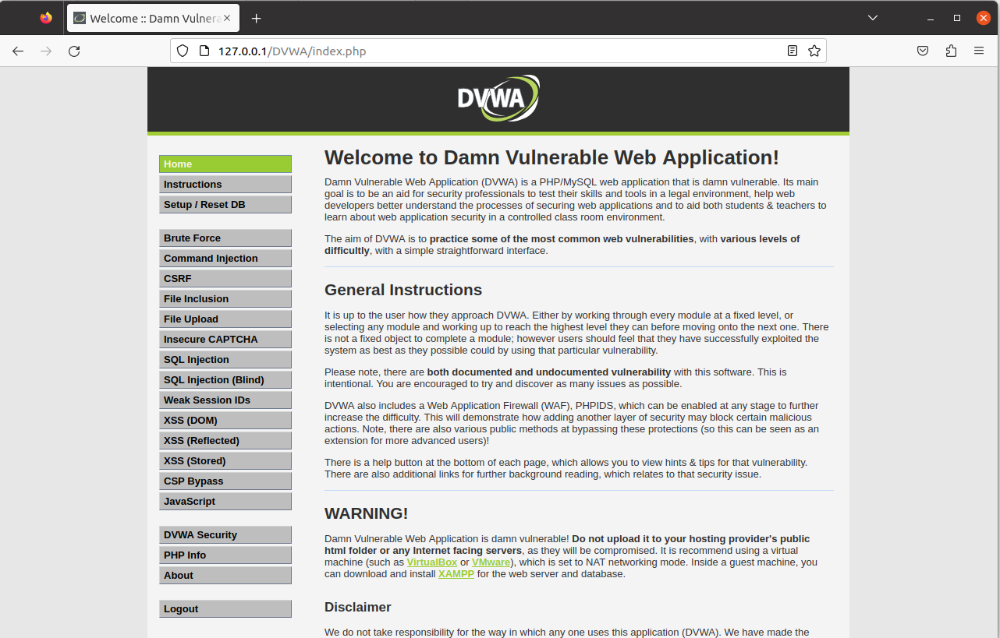 Welcome :: Damn Vulnera
127.0.0.1/DVWA/index.php
DVWA
Home
Instructions
Setup / Reset DB
Brute Force
Command Injection
CSRF
File Inclusion
File Upload
Insecure CAPTCHA
SQL Injection
SQL Injection (Blind)
Weak Session IDs
XSS (DOM)
XSS (Reflected)
XSS (Stored)
CSP Bypass
JavaScript
DVWA Security
PHP Info
About
Logout
Welcome to Damn Vulnerable Web Application!
Damn Vulnerable Web Application (DVWA) is a PHP/MySQL web application that is damn vulnerable. Its main
goal is to be an aid for security professionals to test their skills and tools in a legal environment, help web
developers better understand the processes of securing web applications and to aid both students & teachers to
learn about web application security in a controlled class room environment.
The aim of DVWA is to practice some of the most common web vulnerabilities, with various levels of
difficultly, with a simple straightforward interface.
General Instructions
It is up to the user how they approach DVWA. Either by working through every module at a fixed level, or
selecting any module and working up to reach the highest level they can before moving onto the next one. There
is not a fixed object to complete a module; however users should feel that they have successfully exploited the
system as best as they possible could by using that particular vulnerability.
Please note, there are both documented and undocumented vulnerability with this software. This is
intentional. You are encouraged to try and discover as many issues as possible.
DVWA also includes a Web Application Firewall (WAF), PHPIDS, which can be enabled at any stage to further
increase the difficulty. This will demonstrate how adding another layer of security may block certain malicious
actions. Note, there are also various public methods at bypassing these protections (so this can be seen as an
extension for more advanced users)!
There is a help button at the bottom of each page, which allows you to view hints & tips for that vulnerability.
There are also additional links for further background reading, which relates to that security issue.
WARNING!
Damn Vulnerable Web Application is damn vulnerable! Do not upload it to your hosting provider's public
html folder or any Internet facing servers, as they will be compromised. It is recommend using a virtual
machine (such as VirtualBox or VMware), which is set to NAT networking mode. Inside a guest machine, you
can download and install XAMPP for the web server and database.
Disclaimer
We do not take responsibility for the way in which any one uses this application (DVWA). We have made the